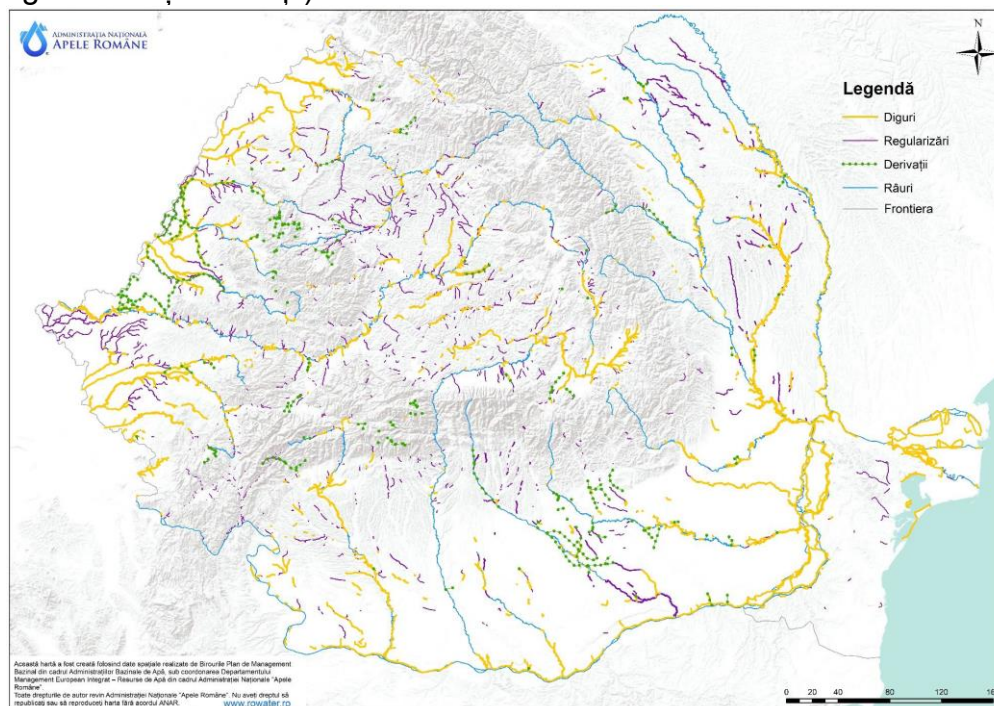 ADMINISTRAȚIA NAȚIONALĂ
APELE ROMÂNE
N
Legendă
Diguri
Regularizări
Derivații
Râuri
Frontiera
Această hartă a fost creată folosind date spațiale realizate de Birourile Plan de Management
Bazinal din cadrul Administrațiilor Bazinale de Apă, sub coordonarea Departamentului
Management European Integrat – Resurse de Apă din cadrul Administrației Naționale "Apele
Române".
Toate drepturile de autor revin Administrației Naționale "Apele Române". Nu aveți dreptul să
republicați sau să reproduceți harta fără acordul ANAR.
www.rowater.ro
0 20 40 80 120